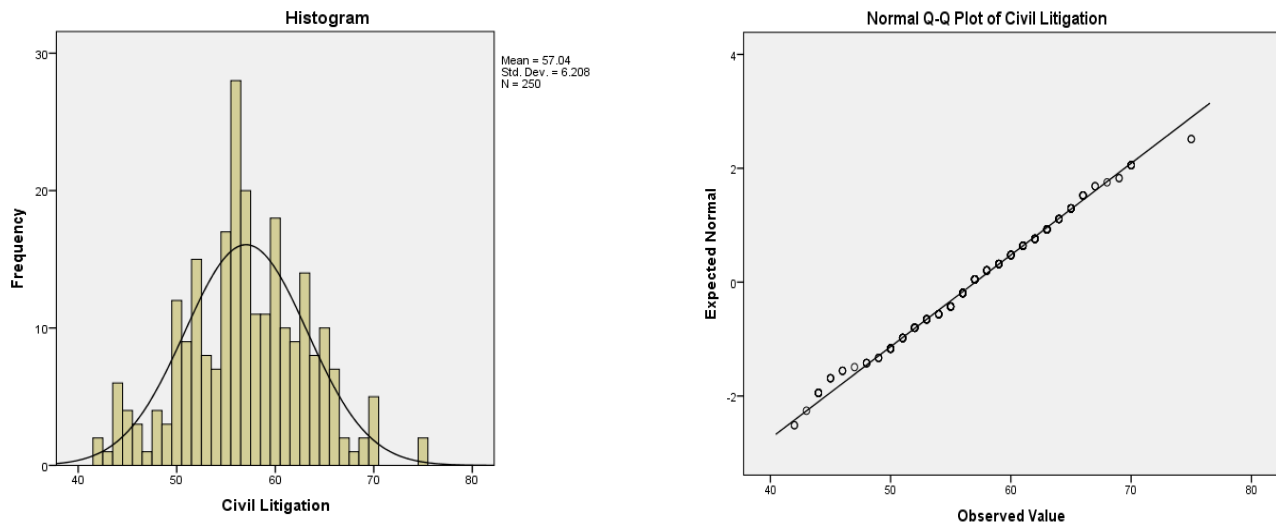 Histogram
Mean = 57.04
Std. Dev. = 6.208
N = 250
Frequency
30
20
10
0
40 50 60 70 80
Civil Litigation
Normal Q-Q Plot of Civil Litigation
Expected Normal
4
2
0
-2
40 50 60 70 80
Observed Value